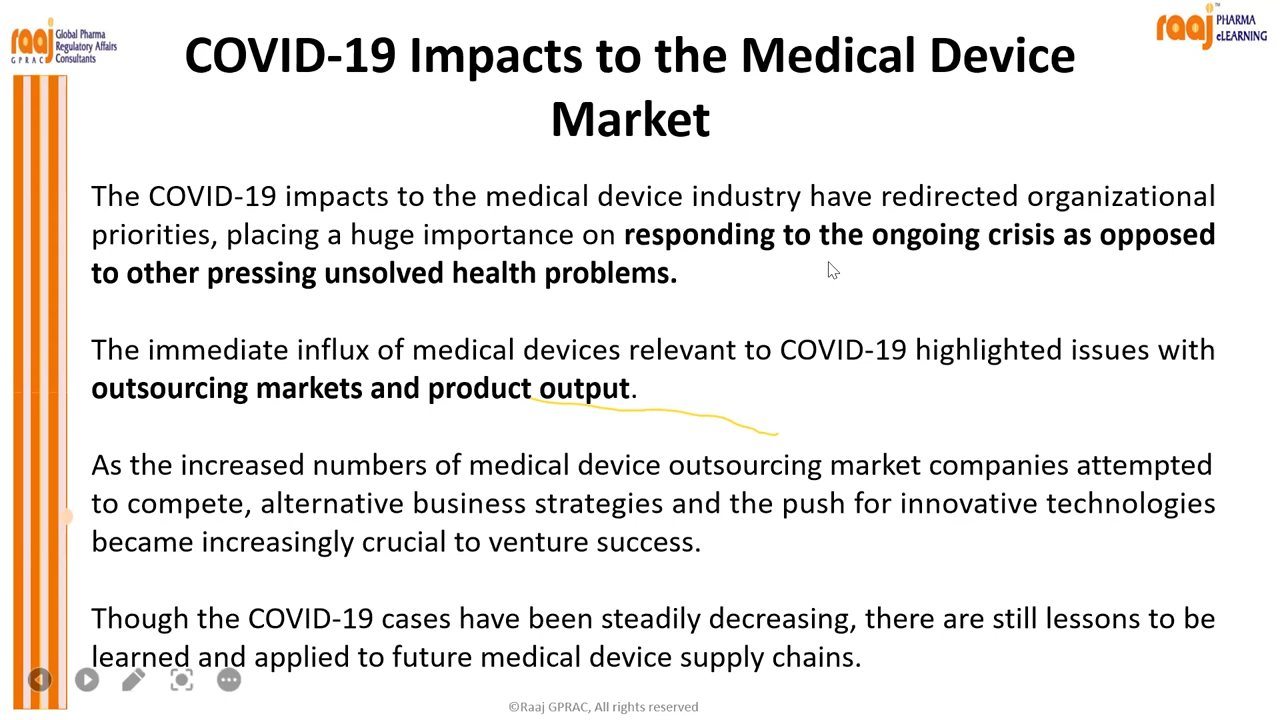 raaj
GPRAC
Global Pharma
Regulatory Affairs
Consultants
raaj
™
PHARMA
eLEARNING
COVID-19 Impacts to the Medical Device
Market
The COVID-19 impacts to the medical device industry have redirected organizational
priorities, placing a huge importance on responding to the ongoing crisis as opposed
to other pressing unsolved health problems.
The immediate influx of medical devices relevant to COVID-19 highlighted issues with
outsourcing markets and product output.
As the increased numbers of medical device outsourcing market companies attempted
to compete, alternative business strategies and the push for innovative technologies
became increasingly crucial to venture success.
Though the COVID-19 cases have been steadily decreasing, there are still lessons to be
learned and applied to future medical device supply chains.
©Raaj GPRAC, All rights reserved